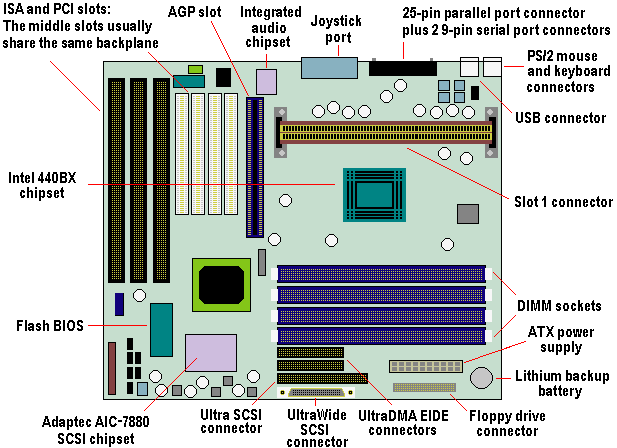 ISA and PCI slots:
The middle slots usually
share the same backplane
AGP slot
Integrated
audio
chipset
Joystick
port
25-pin parallel port connector
plus 2 9-pin serial port connectors
PS/2 mouse
and keyboard
connectors
USB connector
Intel 440BX
chipset
Slot 1 connector
DIMM sockets
Flash BIOS
ATX power
supply
Lithium backup
battery
Adaptec AIC-7880
SCSI chipset
Ultra SCSI
connector
UltraWide
SCSI
connector
UltraDMA EIDE
connectors
Floppy drive
connector